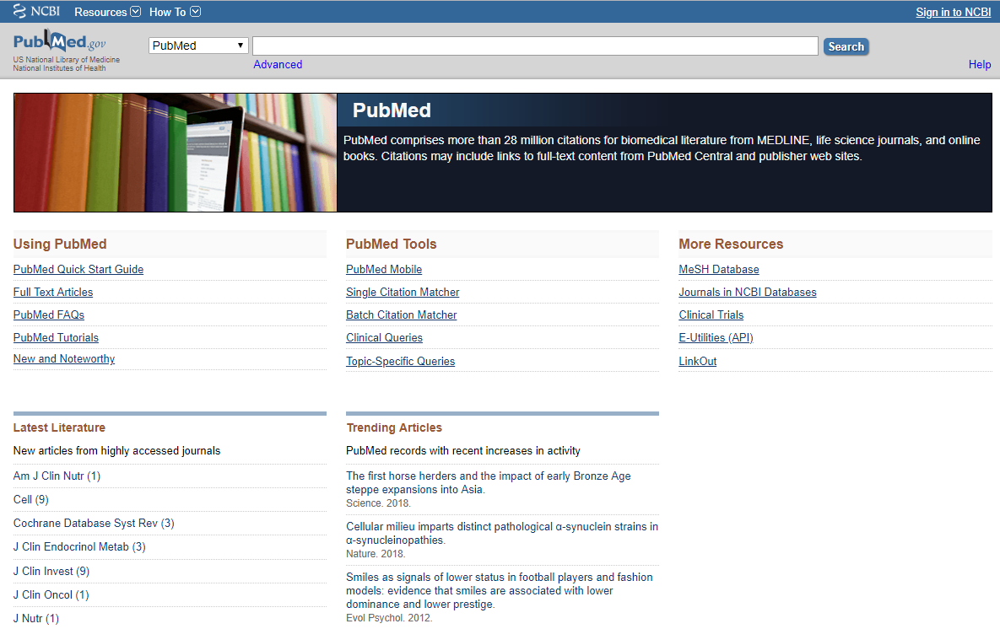 NCBI Resources How To Sign in to NCBI
PubMed.gov
US National Library of Medicine
National Institutes of Health
PubMed
Search
Advanced
Help
PubMed
PubMed comprises more than 28 million citations for biomedical literature from MEDLINE, life science journals, and online
books. Citations may include links to full-text content from PubMed Central and publisher web sites.
Using PubMed
PubMed Quick Start Guide
Full Text Articles
PubMed FAQs
PubMed Tutorials
New and Noteworthy
PubMed Tools
PubMed Mobile
Single Citation Matcher
Batch Citation Matcher
Clinical Queries
Topic-Specific Queries
More Resources
MeSH Database
Journals in NCBI Databases
Clinical Trials
E-Utilities (API)
LinkOut
Latest Literature
New articles from highly accessed journals
Am J Clin Nutr (1)
Cell (9)
Cochrane Database Syst Rev (3)
J Clin Endocrinol Metab (3)
J Clin Invest (9)
J Clin Oncol (1)
J Nutr (1)
Trending Articles
PubMed records with recent increases in activity
The first horse herders and the impact of early Bronze Age
steppe expansions into Asia.
Science. 2018.
Cellular milieu imparts distinct pathological α-synuclein strains in
α-synucleinopathies.
Nature. 2018.
Smiles as signals of lower status in football players and fashion
models: evidence that smiles are associated with lower
dominance and lower prestige.
Evol Psychol. 2012.